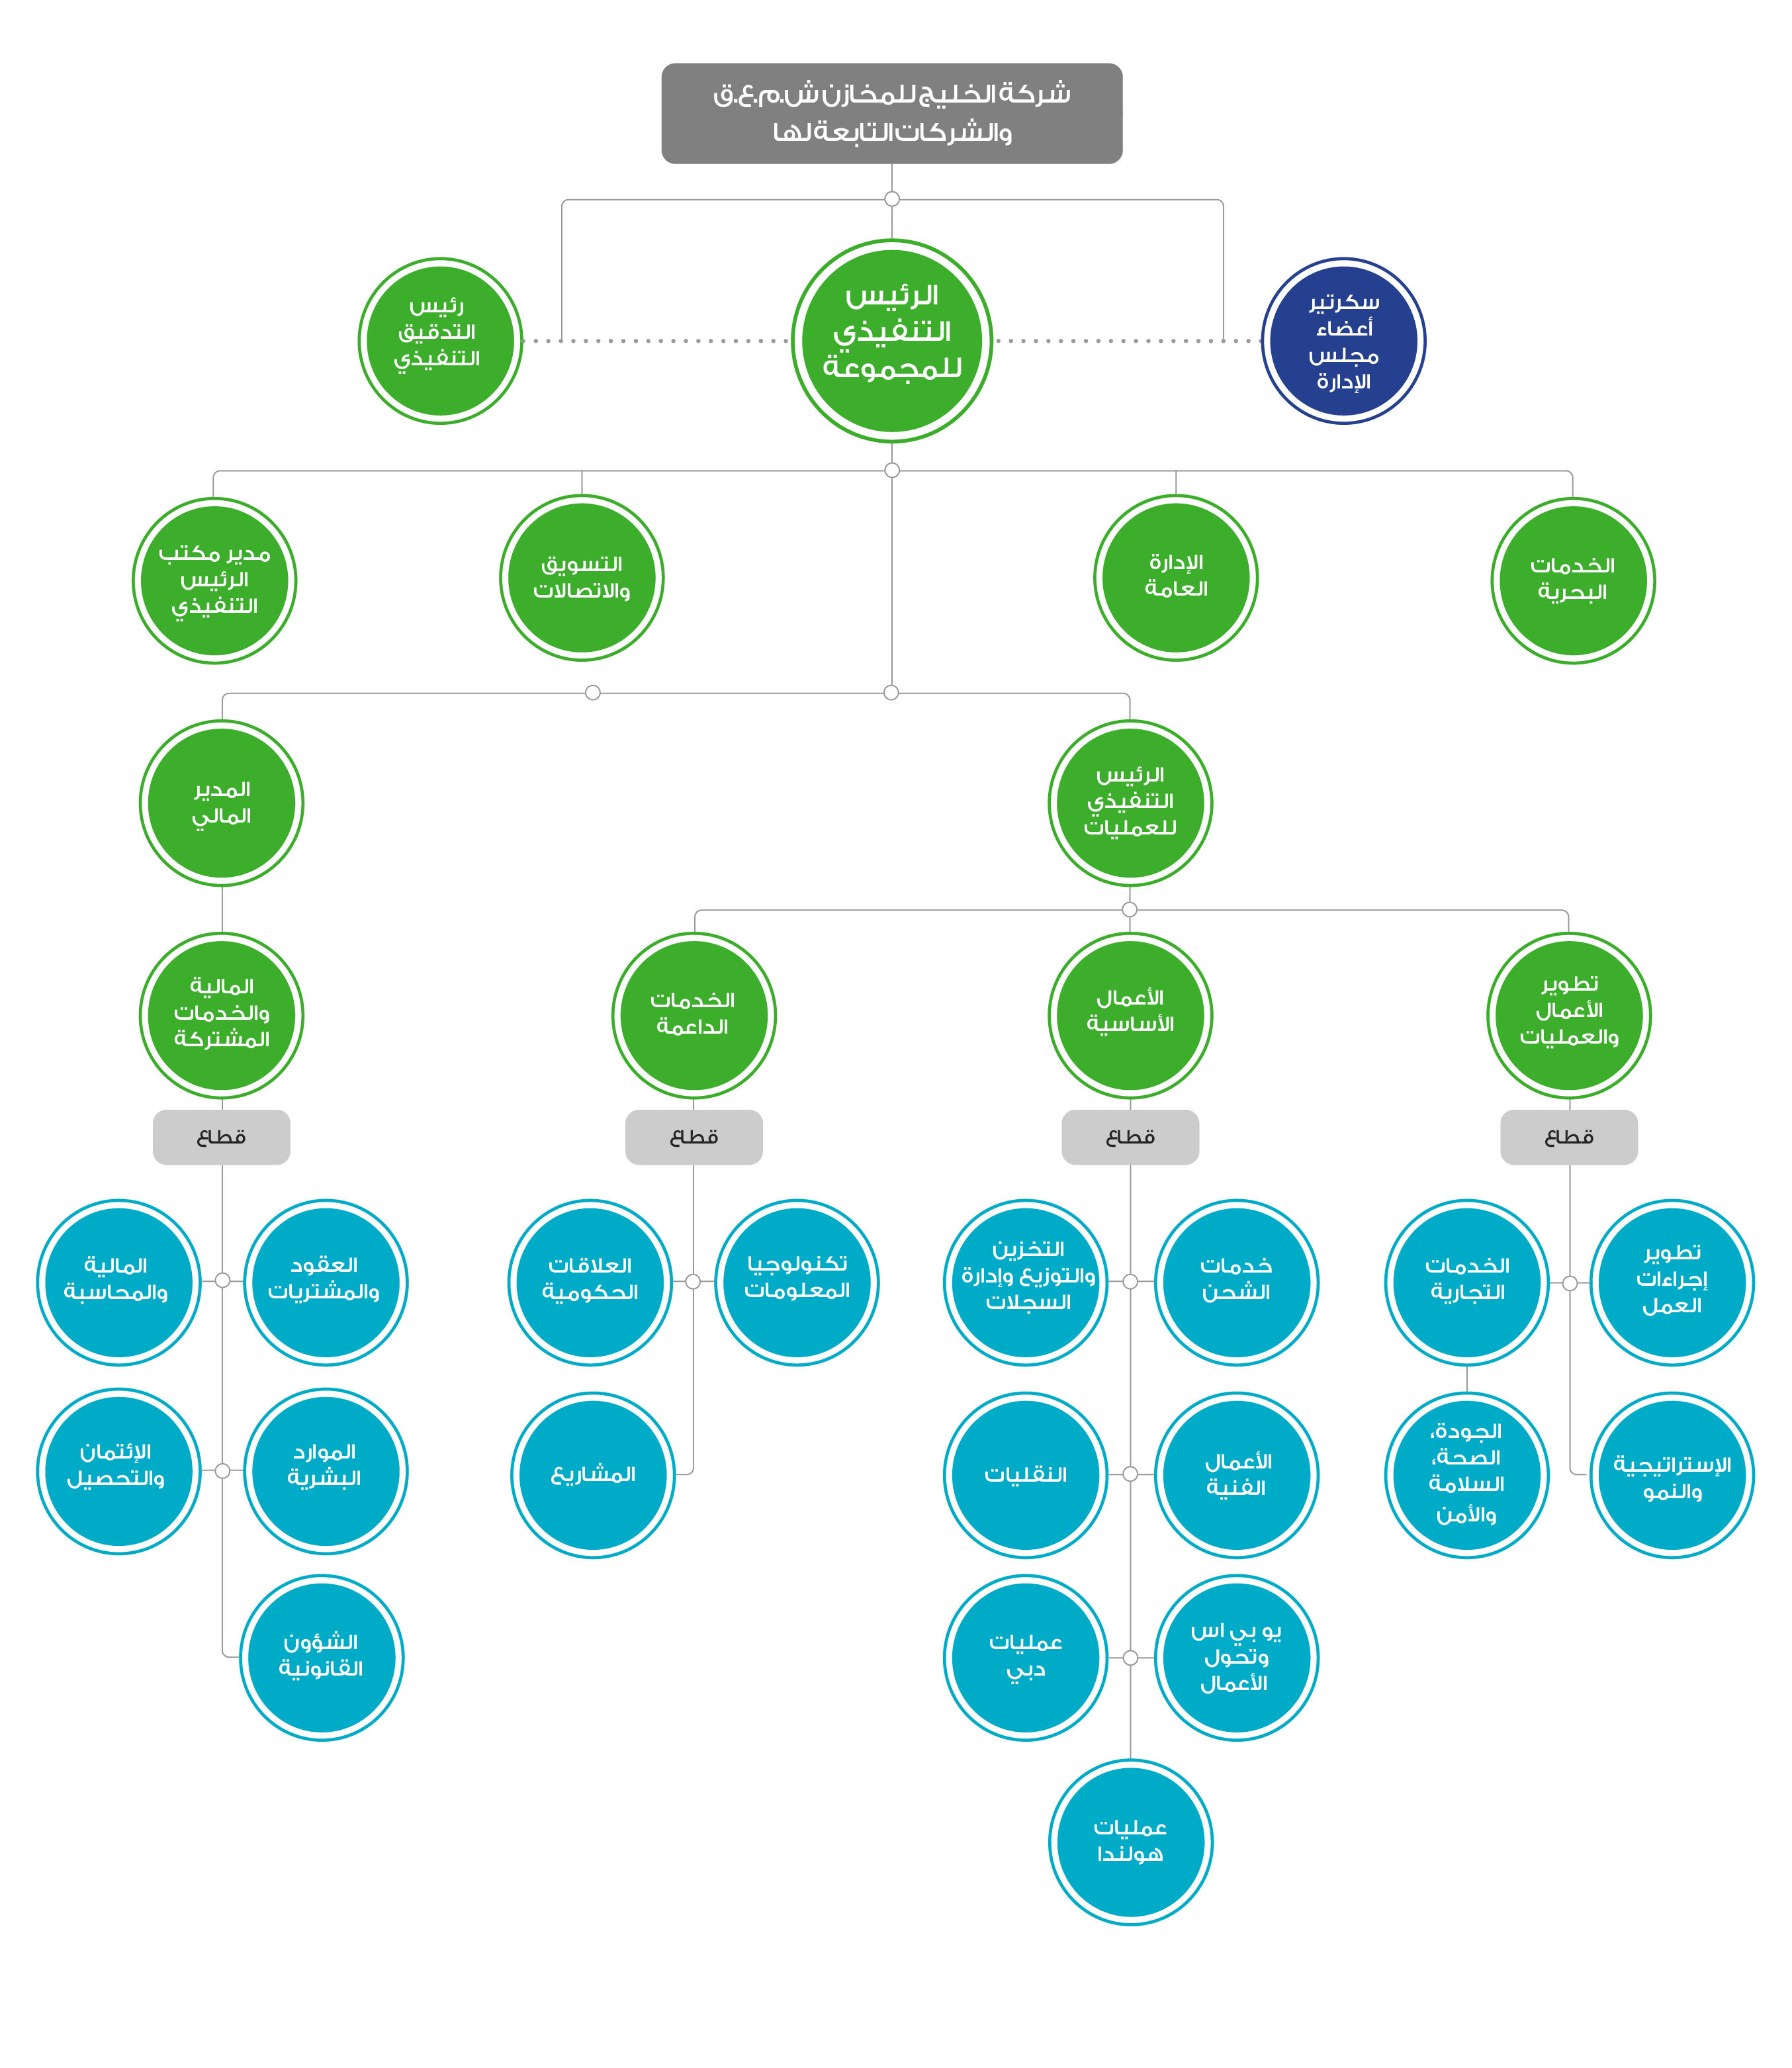 شركة الخليج للمخازن ش.م.ع.ق
والشركات التابعة لها
سكرتير
أعضاء
مجلس
الإدارة
الرئيس
التنفيذي
للمجموعة
رئيس
التدقيق
التنفيذي
الخدمات
البحرية
الإدارة
العامة
التسويق
والاتصالات
مدير مكتب
الرئيس
التنفيذي
الرئيس
التنفيذي
للعمليات
المدير
المالي
تطوير
الأعمال
والعمليات
الأعمال
الأساسية
الخدمات
الداعمة
المالية
والخدمات
المشتركة
قطاع
قطاع
قطاع
قطاع
تطوير
إجراءات
العمل
الخدمات
التجارية
خدمات
الشحن
التخزين
والتوزيع وإدارة
السجلات
تكنولوجيا
المعلومات
العلاقات
الحكومية
العقود
والمشتريات
المالية
والمحاسبة
الإستراتيجية
والنمو
الجودة،
الصحة،
السلامة
والأمن
الأعمال
الفنية
النقليات
المشاريع
الموارد
البشرية
الإئتمان
والتحصيل
يو بي اس
وتحول
الأعمال
عمليات
دبي
الشؤون
القانونية
عمليات
هولندا